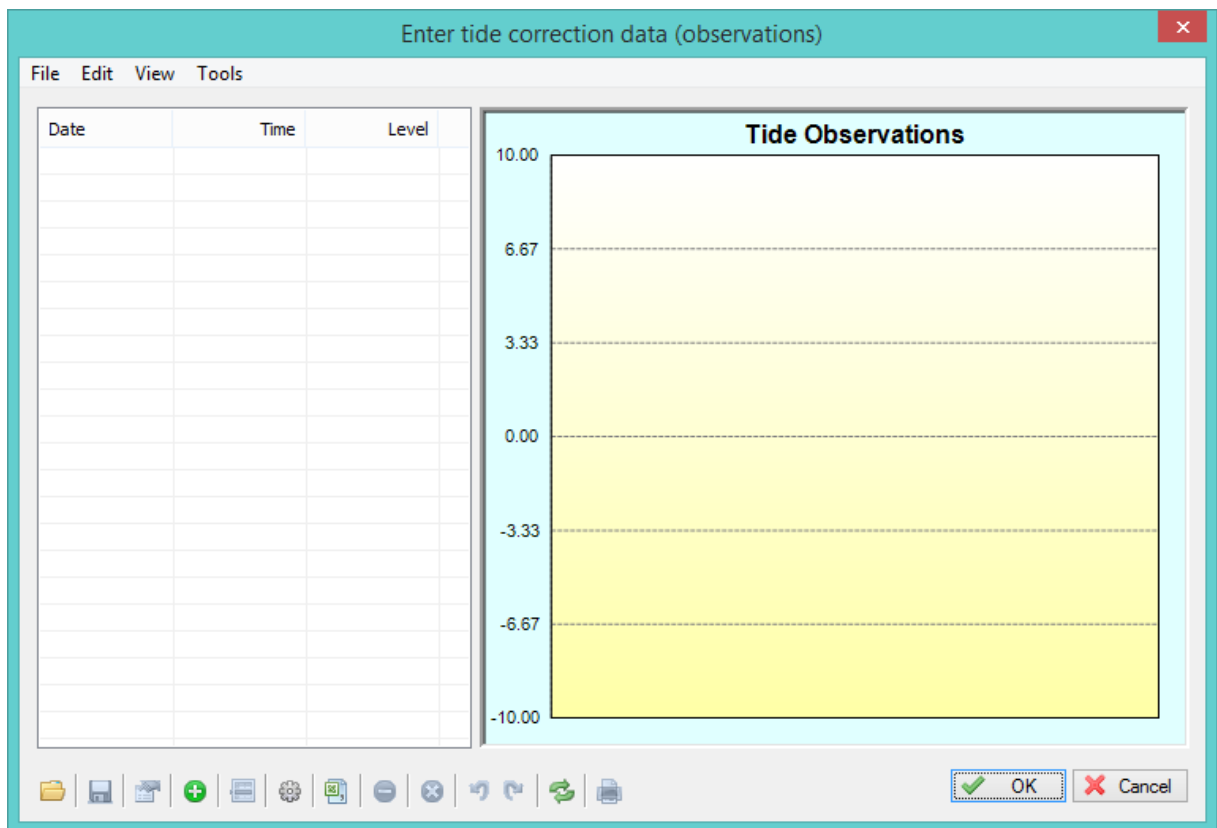 Enter tide correction data (observations)
File Edit View Tools
Date Time Level
Tide Observations
10.00
6.67
3.33
0.00
-3.33
-6.67
-10.00
OK Cancel